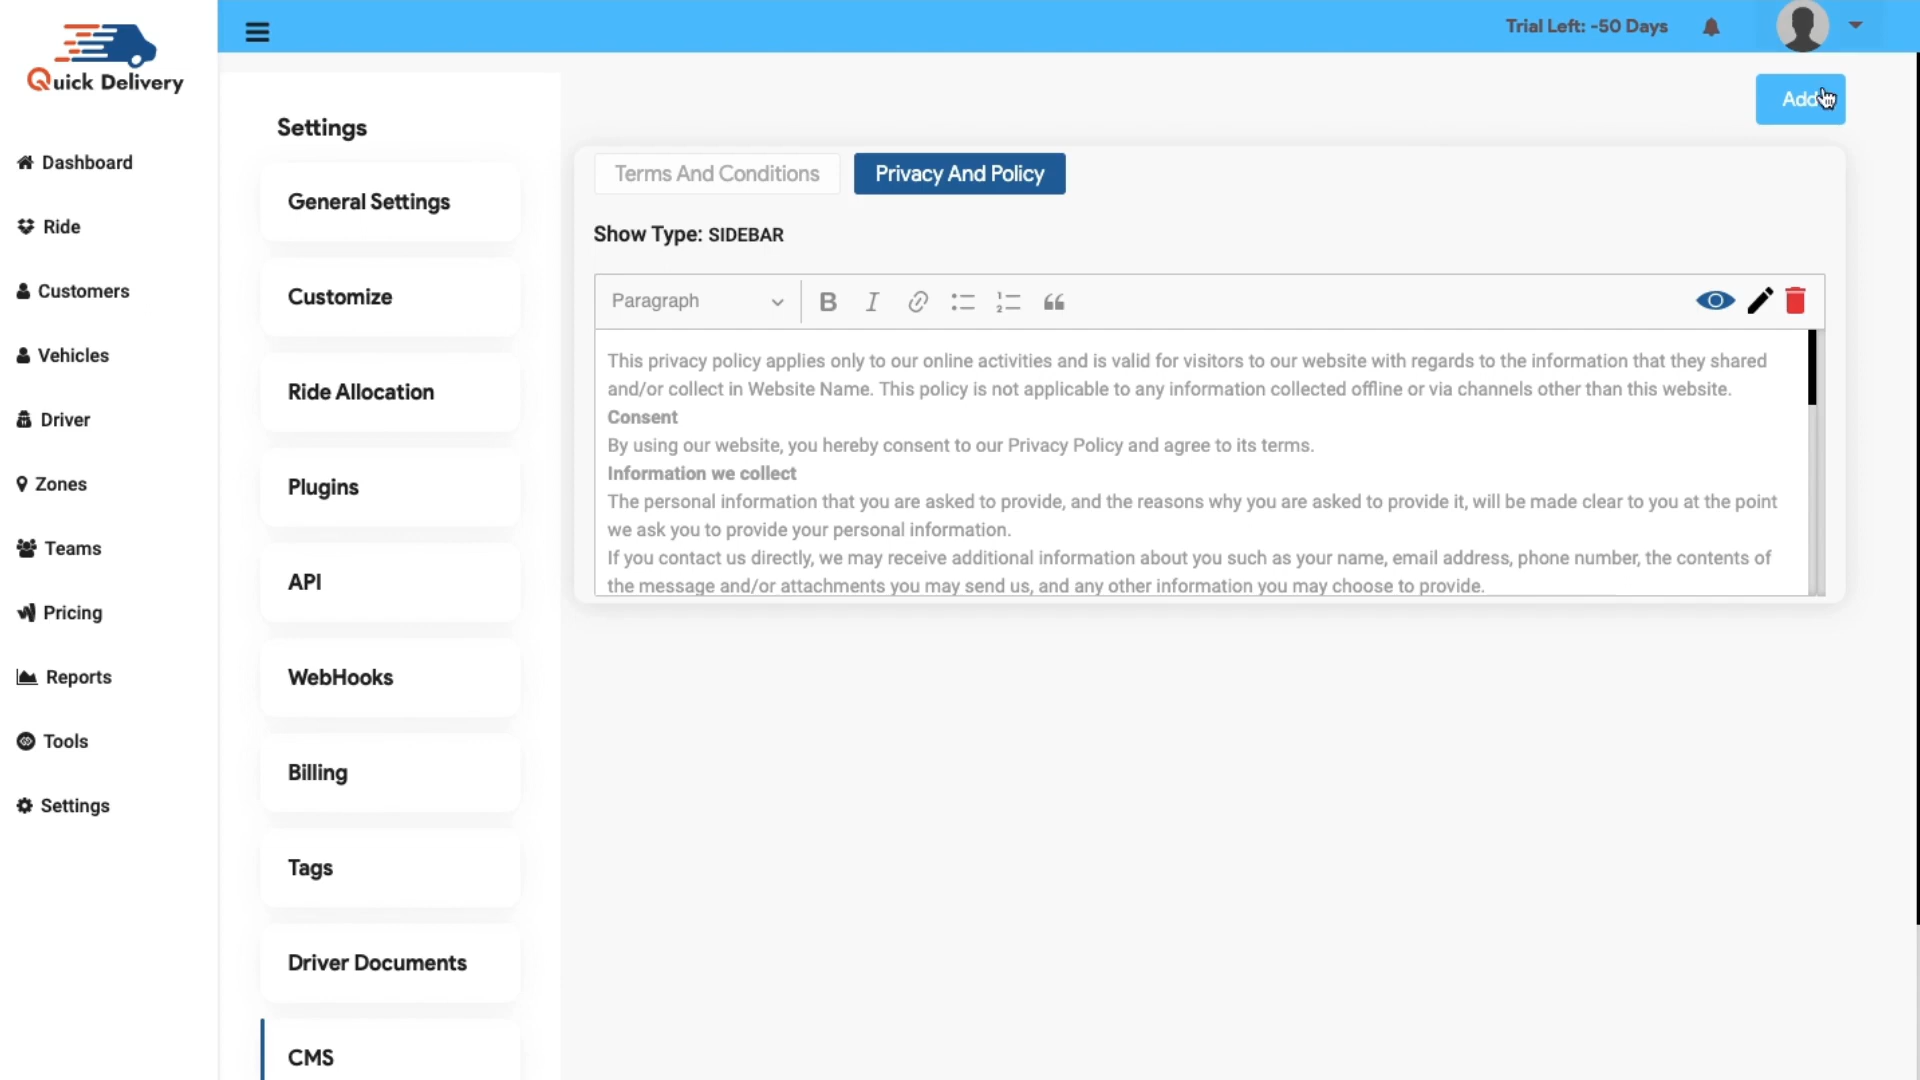 Quick Delivery
Trial Left: -50 Days
Dashboard
Ride
Customers
Vehicles
Driver
Zones
Teams
Pricing
Reports
Tools
Settings
Settings
General Settings
Customize
Ride Allocation
Plugins
API
WebHooks
Billing
Tags
Driver Documents
CMS
Add
Terms And Conditions
Privacy And Policy
Show Type: SIDEBAR
Paragraph
This privacy policy applies only to our online activities and is valid for visitors to our website with regards to the information that they shared
and/or collect in Website Name. This policy is not applicable to any information collected offline or via channels other than this website.
Consent
By using our website, you hereby consent to our Privacy Policy and agree to its terms.
Information we collect
The personal information that you are asked to provide, and the reasons why you are asked to provide it, will be made clear to you at the point
we ask you to provide your personal information.
If you contact us directly, we may receive additional information about you such as your name, email address, phone number, the contents of
the message and/or attachments you may send us, and any other information you may choose to provide.